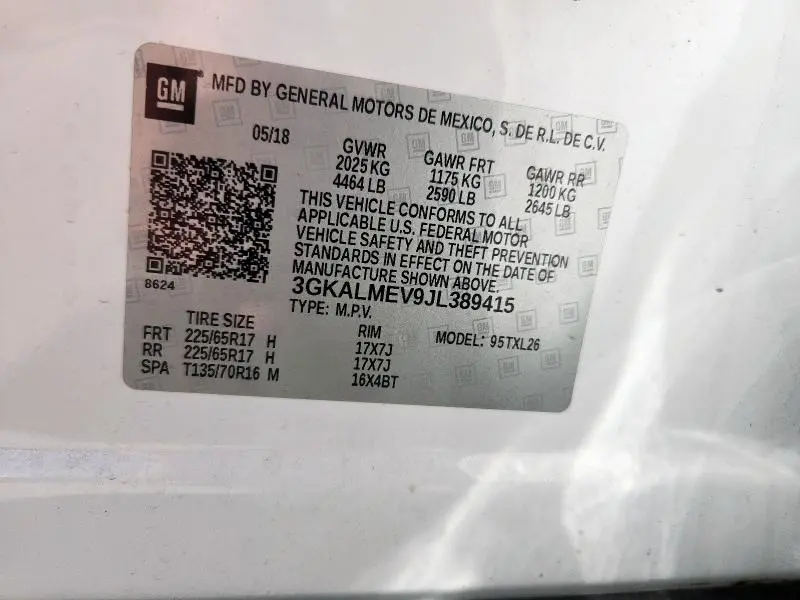 GM
MFD BY GENERAL MOTORS DE MEXICO, S. DE R.L. DE C.V.
05/18
GVWR
2025 KG
4464 LB
GAWR FRT
1175 KG
2590 LB
GAWR RR
1200 KG
2645 LB
THIS VEHICLE CONFORMS TO ALL
APPLICABLE U.S. FEDERAL MOTOR
VEHICLE SAFETY AND THEFT PREVENTION
STANDARDS IN EFFECT ON THE DATE OF
MANUFACTURE SHOWN ABOVE.
8624
3GKALMEV9JL389415
TYPE: M.P.V.
MODEL: 95TXL26
TIRE SIZE
RIM
FRT 225/65R17 H 17X7J
RR 225/65R17 H 17X7J
SPA T135/70R16 M 16X4BT